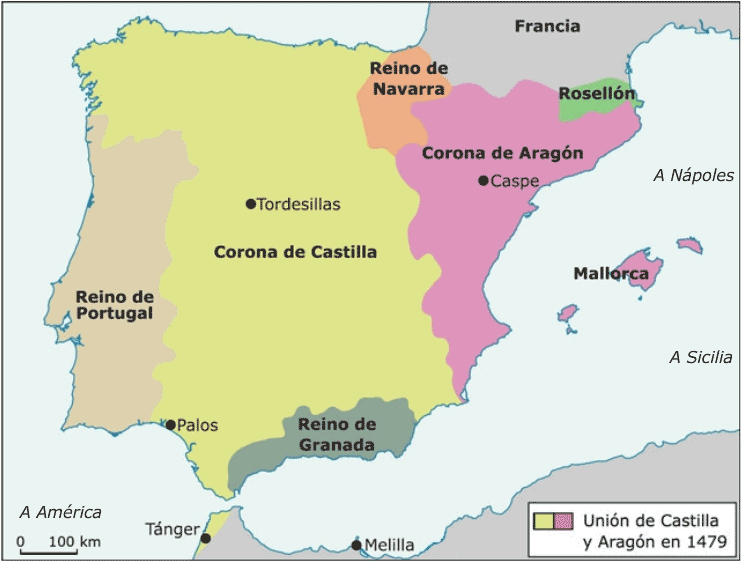 Francia
Reino de
Navarra
Rosellón
Corona de Aragón
A Nápoles
Caspe
Tordesillas
Corona de Castilla
Mallorca
Reino de
Portugal
A Sicilia
Palos
Reino de
Granada
A América
Tánger
Melilla
0 100 km
Unión de Castilla
y Aragón en 1479